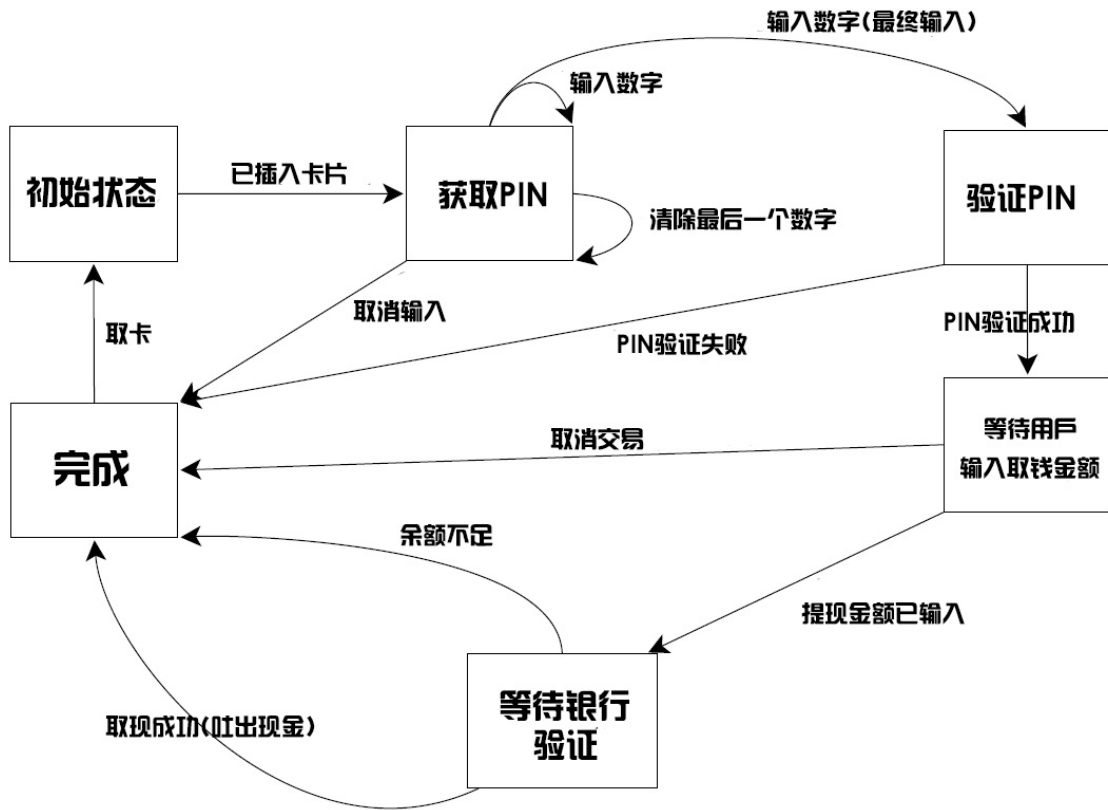 输入数字(最终输入)
输入数字
初始状态
已插入卡片
获取PIN
验证PIN
清除最后一个数字
取消输入
取卡
PIN验证失败
PIN验证成功
完成
取消交易
等待用户
输入取钱金额
余额不足
提现金额已输入
等待银行
验证
取现成功(吐出现金)